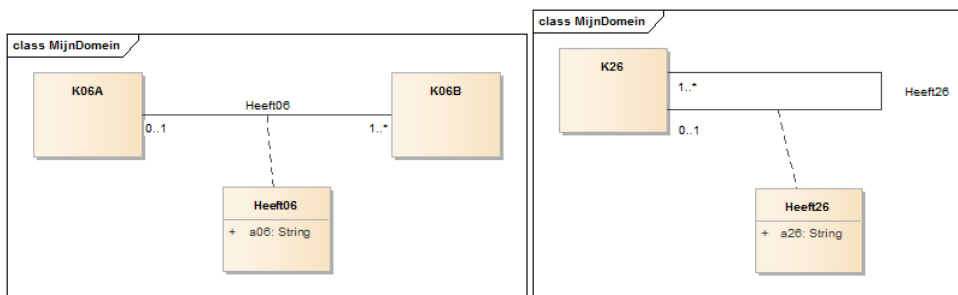 class MijnDomein
K06A
Heeft06
K06B
0..1
1..*
Heeft06
+ a06: String
class MijnDomein
K26
1..*
Heeft26
0..1
Heeft26
+ a26: String